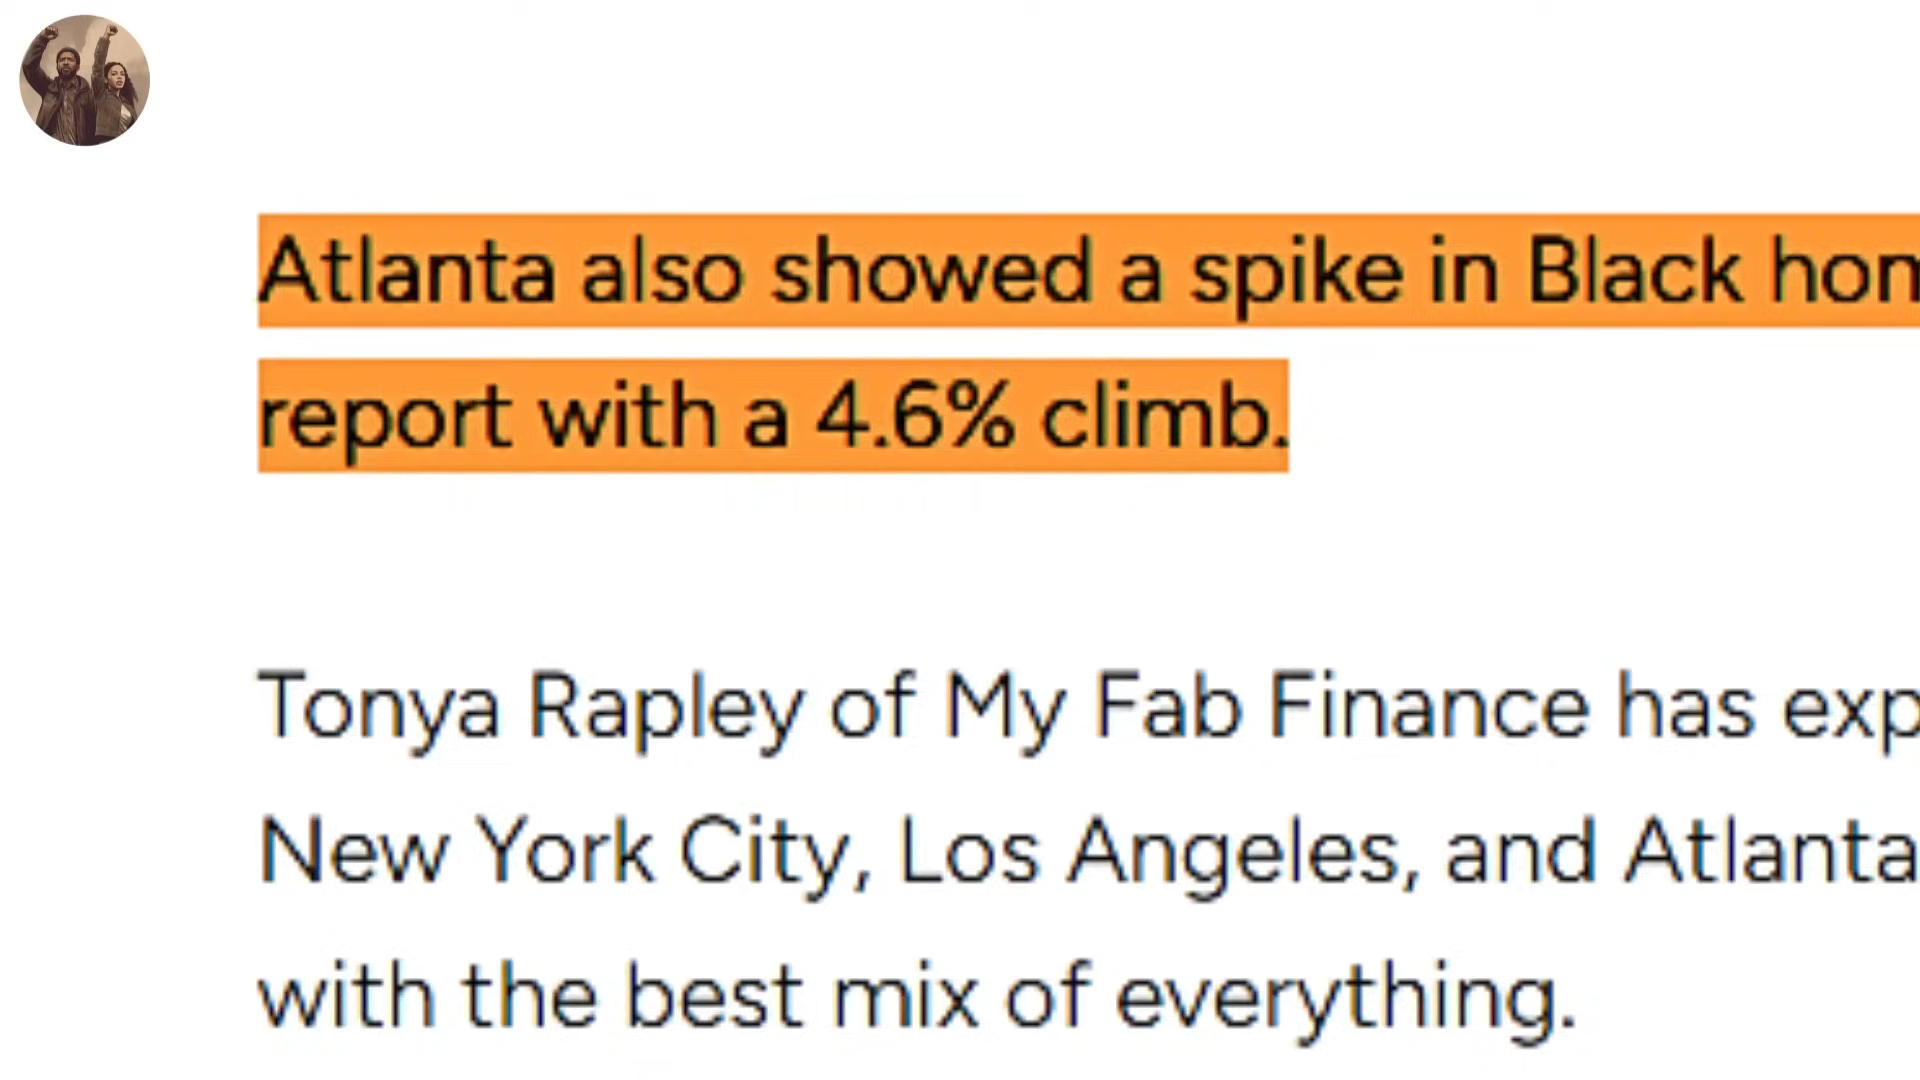 Atlanta also showed a spike in Black
report with a 4.6% climb.
Tonya Rapley of My Fab Finance has
New York City, Los Angeles, and Atlanta
with the best mix of everything.